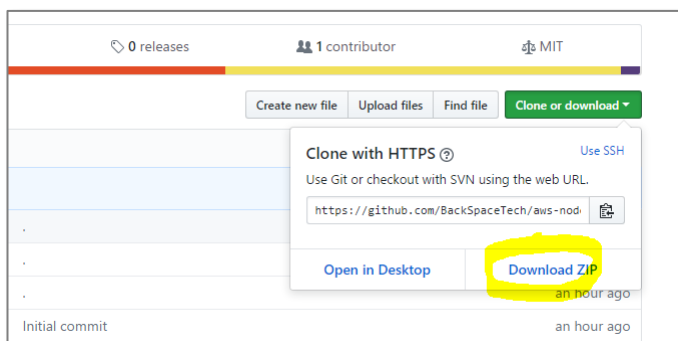 0 releases 1 contributor MIT
Create new file Upload files Find file Clone or download
Clone with HTTPS Use SSH
Use Git or checkout with SVN using the web URL.
https://github.com/BackSpaceTech/aws-nod
Open in Desktop Download ZIP
.
.
. an hour ago
Initial commit an hour ago